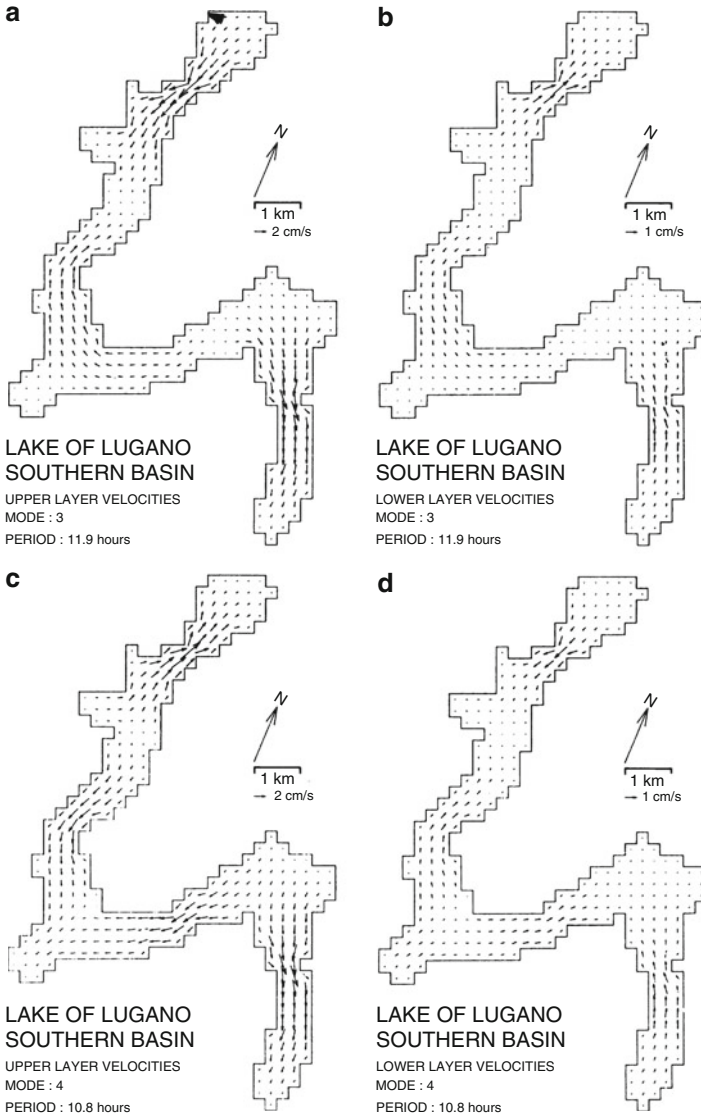 a
N
1 km
2 cm/s
LAKE OF LUGANO
SOUTHERN BASIN
UPPER LAYER VELOCITIES
MODE : 3
PERIOD : 11.9 hours
b
N
1 km
1 cm/s
LAKE OF LUGANO
SOUTHERN BASIN
LOWER LAYER VELOCITIES
MODE : 3
PERIOD : 11.9 hours
c
N
1 km
2 cm/s
LAKE OF LUGANO
SOUTHERN BASIN
UPPER LAYER VELOCITIES
MODE : 4
PERIOD : 10.8 hours
d
N
1 km
1 cm/s
LAKE OF LUGANO
SOUTHERN BASIN
LOWER LAYER VELOCITIES
MODE : 4
PERIOD : 10.8 hours